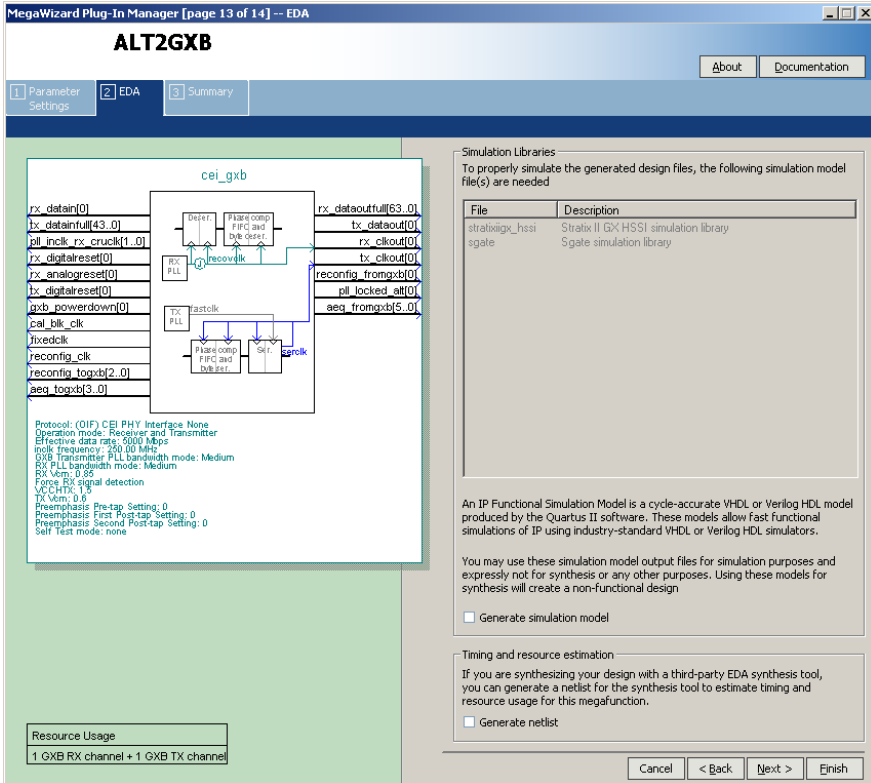 MegaWizard Plug-In Manager [page 13 of 14] -- EDA
ALT2GXB
About
Documentation
1 Parameter Settings
2 EDA
3 Summary
cei_gxb
rx_datain[0]
tx_datainfull[43..0]
pll_inclk_rx_cruclk[1..0]
rx_digitalreset[0]
rx_analogreset[0]
tx_digitalreset[0]
gxb_powerdown[0]
cal_blk_clk
fixedclk
reconfig_clk
reconfig_togxb[2..0]
aeq_togxb[3..0]
Deser.
Phase comp
FIFO and
byte deser.
RX
PLL
recovclk
TX
PLL
fastclk
Phase comp
FIFO and
byte ser.
Ser.
serclk
rx_dataoutfull[63..0]
tx_dataout[0]
rx_clkout[0]
tx_clkout[0]
reconfig_fromgxb[0]
pll_locked_alt[0]
aeq_fromgxb[5..0]
Protocol: (OIF) CEI PHY Interface None
Operation mode: Receiver and Transmitter
Effective data rate: 5000 Mbps
inclk frequency: 250.00 MHz
GXB Transmitter PLL bandwidth mode: Medium
RX PLL bandwidth mode: Medium
RX Vcm: 0.85
Force RX signal detection
VCCHTX: 1.5
TX Vcm: 0.6
Preemphasis Pre-tap Setting: 0
Preemphasis First Post-tap Setting: 0
Preemphasis Second Post-tap Setting: 0
Self Test mode: none
Resource Usage
1 GXB RX channel + 1 GXB TX channel
Simulation Libraries
To properly simulate the generated design files, the following simulation model
file(s) are needed
File Description
stratixiigx_hssi Stratix II GX HSSI simulation library
sgate Sgate simulation library
An IP Functional Simulation Model is a cycle-accurate VHDL or Verilog HDL model
produced by the Quartus II software. These models allow fast functional
simulations of IP using industry-standard VHDL or Verilog HDL simulators.
You may use these simulation model output files for simulation purposes and
expressly not for synthesis or any other purposes. Using these models for
synthesis will create a non-functional design
Generate simulation model
Timing and resource estimation
If you are synthesizing your design with a third-party EDA synthesis tool,
you can generate a netlist for the synthesis tool to estimate timing and
resource usage for this megafunction.
Generate netlist
Cancel
< Back
Next >
Finish